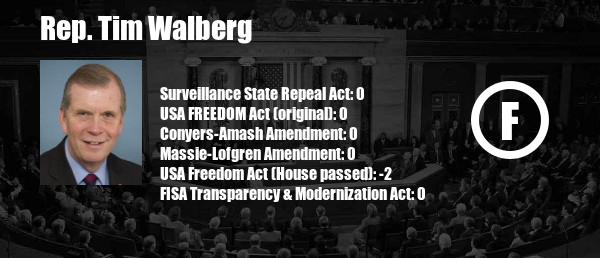 Rep. Tim Walberg
Surveillance State Repeal Act: 0
USA FREEDOM Act (original): 0
Conyers-Amash Amendment: 0
Massie-Lofgren Amendment: 0
USA Freedom Act (House passed): -2
FISA Transparency & Modernization Act: 0
F